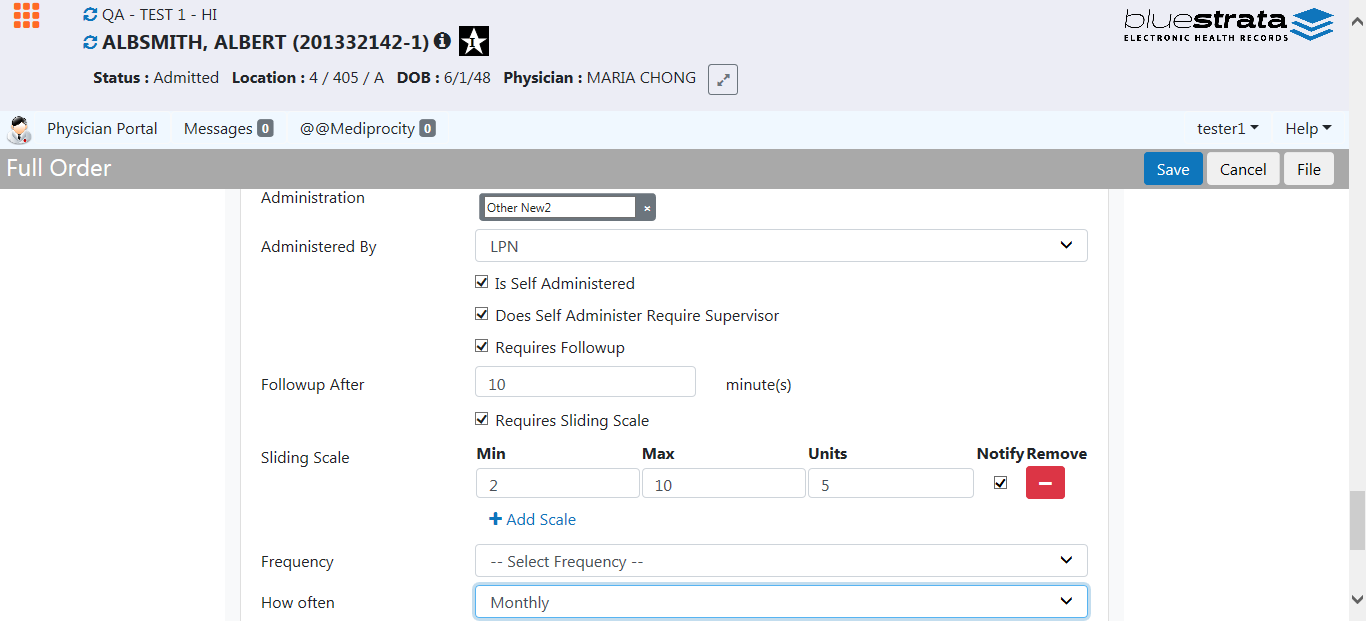 QA - TEST 1 - HI
ALBSMITH, ALBERT (201332142-1)
1
bluestrata
ELECTRONIC HEALTH RECORDS
Status : Admitted Location : 4 / 405 / A DOB : 6/1/48 Physician : MARIA CHONG
Physician Portal Messages 0 @@Mediprocity 0 tester1 Help
Full Order Save Cancel File
Administration Other New2 ×
Administered By LPN
Is Self Administered
Does Self Administer Require Supervisor
Requires Followup
Followup After 10 minute(s)
Requires Sliding Scale
Min Max Units Notify Remove
Sliding Scale
2 10 5
Add Scale
Frequency -- Select Frequency --
How often Monthly